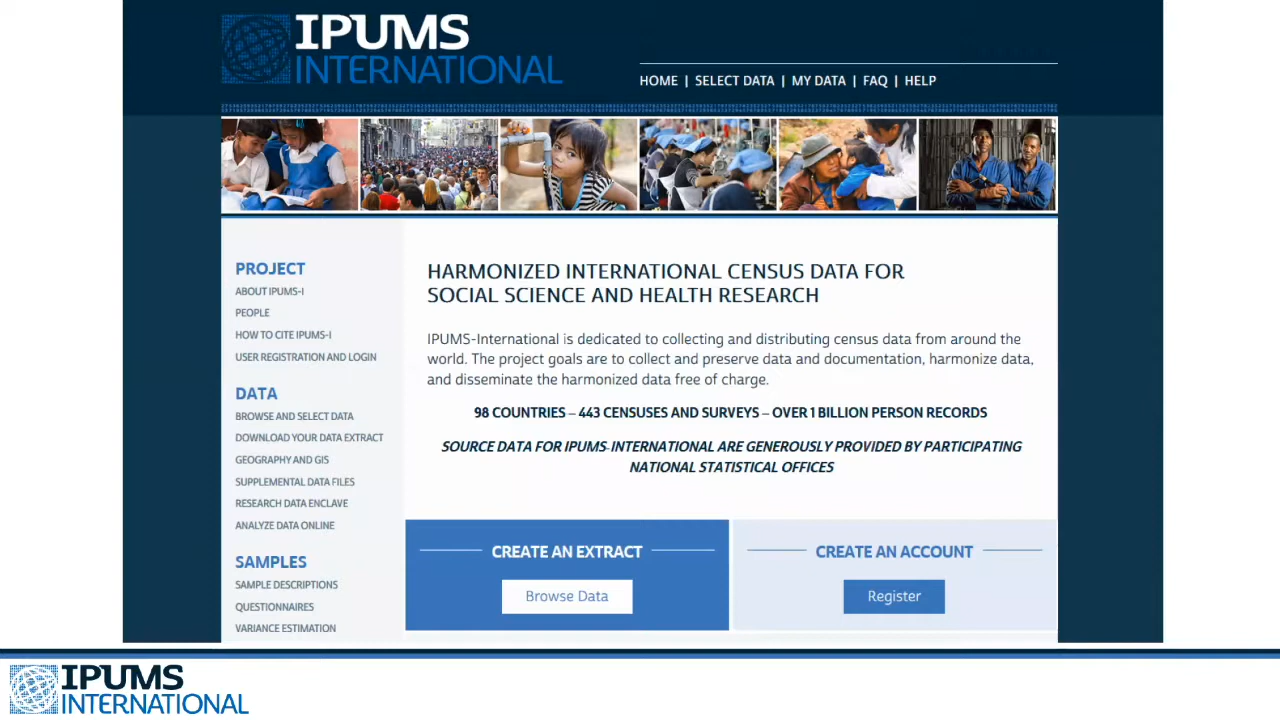 IPUMS
INTERNATIONAL
HOME | SELECT DATA | MY DATA | FAQ | HELP
PROJECT
ABOUT IPUMS-I
PEOPLE
HOW TO CITE IPUMS-I
USER REGISTRATION AND LOGIN
DATA
BROWSE AND SELECT DATA
DOWNLOAD YOUR DATA EXTRACT
GEOGRAPHY AND GIS
SUPPLEMENTAL DATA FILES
RESEARCH DATA ENCLAVE
ANALYZE DATA ONLINE
SAMPLES
SAMPLE DESCRIPTIONS
QUESTIONNAIRES
VARIANCE ESTIMATION
HARMONIZED INTERNATIONAL CENSUS DATA FOR
SOCIAL SCIENCE AND HEALTH RESEARCH
IPUMS-International is dedicated to collecting and distributing census data from around the
world. The project goals are to collect and preserve data and documentation, harmonize data,
and disseminate the harmonized data free of charge.
98 COUNTRIES – 443 CENSUSES AND SURVEYS – OVER 1 BILLION PERSON RECORDS
SOURCE DATA FOR IPUMS-INTERNATIONAL ARE GENEROUSLY PROVIDED BY PARTICIPATING
NATIONAL STATISTICAL OFFICES
CREATE AN EXTRACT
Browse Data
CREATE AN ACCOUNT
Register
IPUMS
INTERNATIONAL